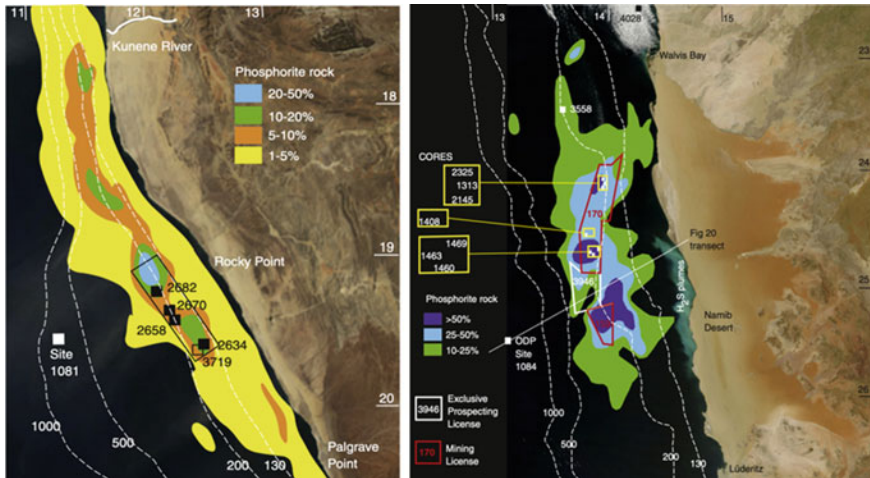 11
12
13
Kunene River
Phosphorite rock
20-50%
10-20%
5-10%
1-5%
18
19
Rocky Point
2682
2670
2658
2634
3719
Site
1081
20
1000
500
200
130
Palgrave
Point
13
14
15
4028
Walvis Bay
23
3558
CORES
2325
1313
2145
24
170
1408
Fig 20
transect
1469
1463
1460
3946
H2S plumes
25
Phosphorite rock
>50%
25-50%
10-25%
Namib
Desert
ODP
Site
1084
3946
Exclusive
Prospecting
License
26
170
Mining
License
1000
500
200
130
Lüderitz